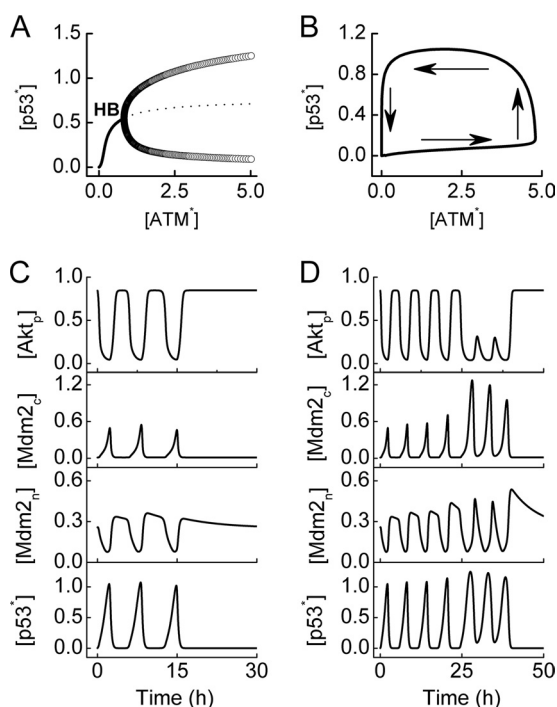 A
1.5
1.0
0.5
0.0
[p53*]
HB
0.0 2.5 5.0
[ATM*]
B
1.2
0.8
0.4
0.0
[p53*]
0.0 2.5 5.0
[ATM*]
C
1.0
0.5
0.0
[Aktp]
1.2
0.6
0.0
[Mdm2c]
0.6
0.3
0.0
[Mdm2n]
1.0
0.5
0.0
[p53*]
0 15 30
Time (h)
D
1.0
0.5
0.0
[Aktp]
1.2
0.6
0.0
[Mdm2c]
0.6
0.3
0.0
[Mdm2n]
1.0
0.5
0.0
[p53*]
0 25 50
Time (h)